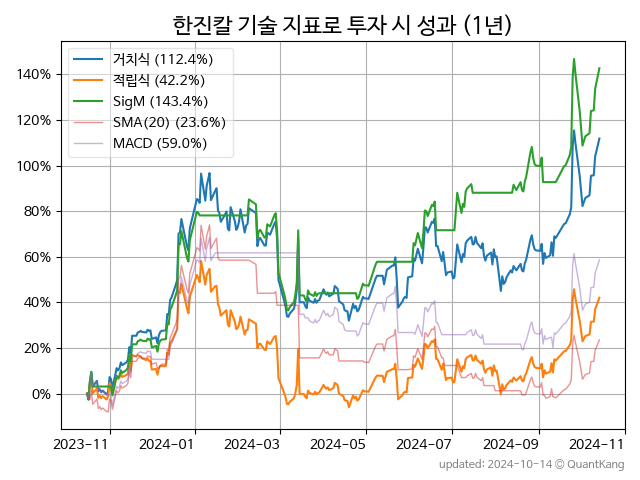 한진칼 기술 지표로 투자 시 성과 (1년)
거치식 (112.4%)
적립식 (42.2%)
SigM (143.4%)
SMA(20) (23.6%)
MACD (59.0%)
140%
120%
100%
80%
60%
40%
20%
0%
2023-11 2024-01 2024-03 2024-05 2024-07 2024-09 2024-11
updated: 2024-10-14 © QuantKang